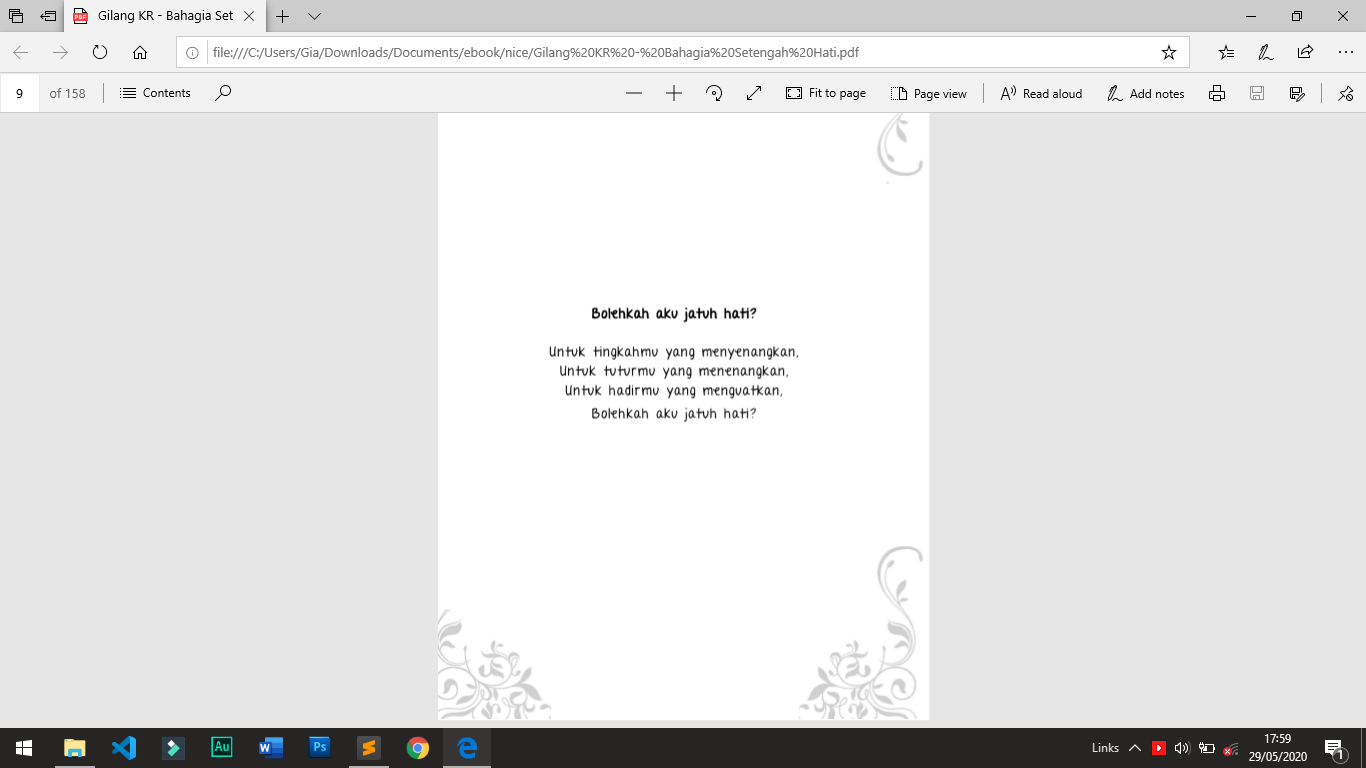 Gilang KR - Bahagia Set
file:///C:/Users/Gia/Downloads/Documents/ebook/nice/Gilang%20KR%20-%20Bahagia%20Setengah%20Hati.pdf
9 of 158 Contents Fit to page Page view Read aloud Add notes
Bolehkah aku jatuh hati?
Untuk tingkahmu yang menyenangkan,
Untuk tuturmu yang menenangkan,
Untuk hadirmu yang menguatkan,
Bolehkah aku jatuh hati?
Au Ps Links 17:59
29/05/2020 1